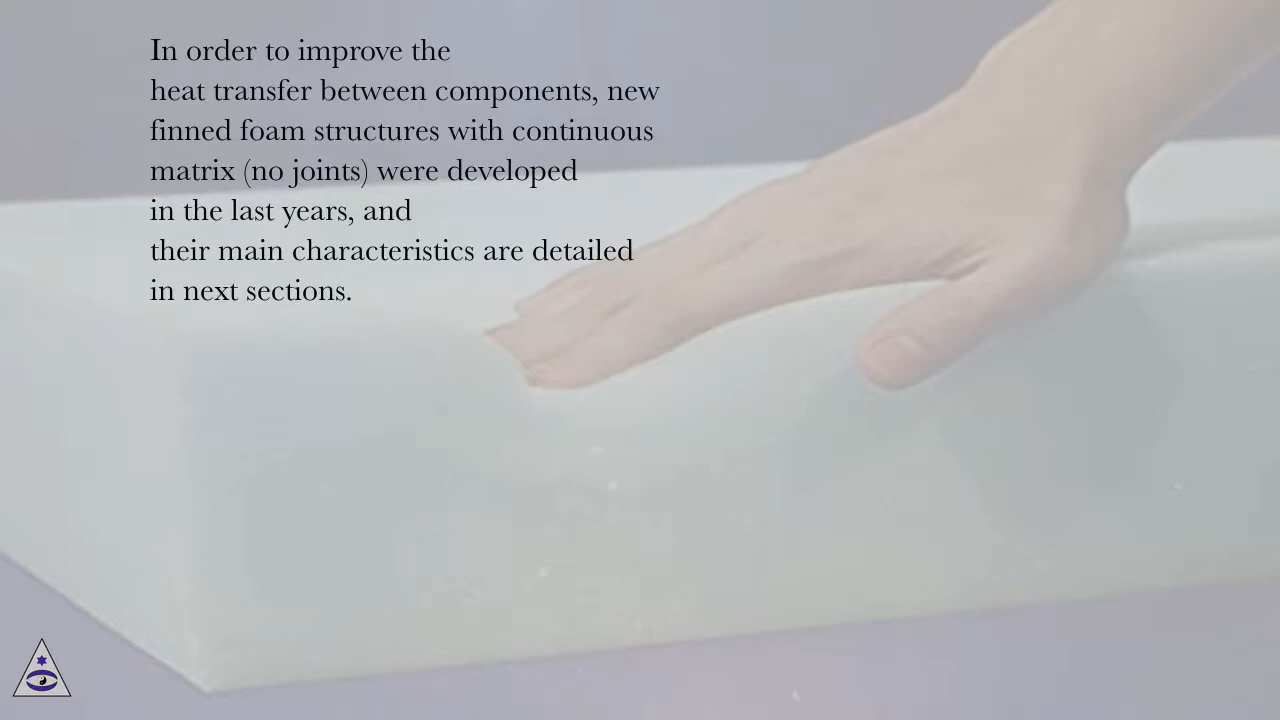 In order to improve the
heat transfer between components, new
finned foam structures with continuous
matrix (no joints) were developed
in the last years, and
their main characteristics are detailed
in next sections.